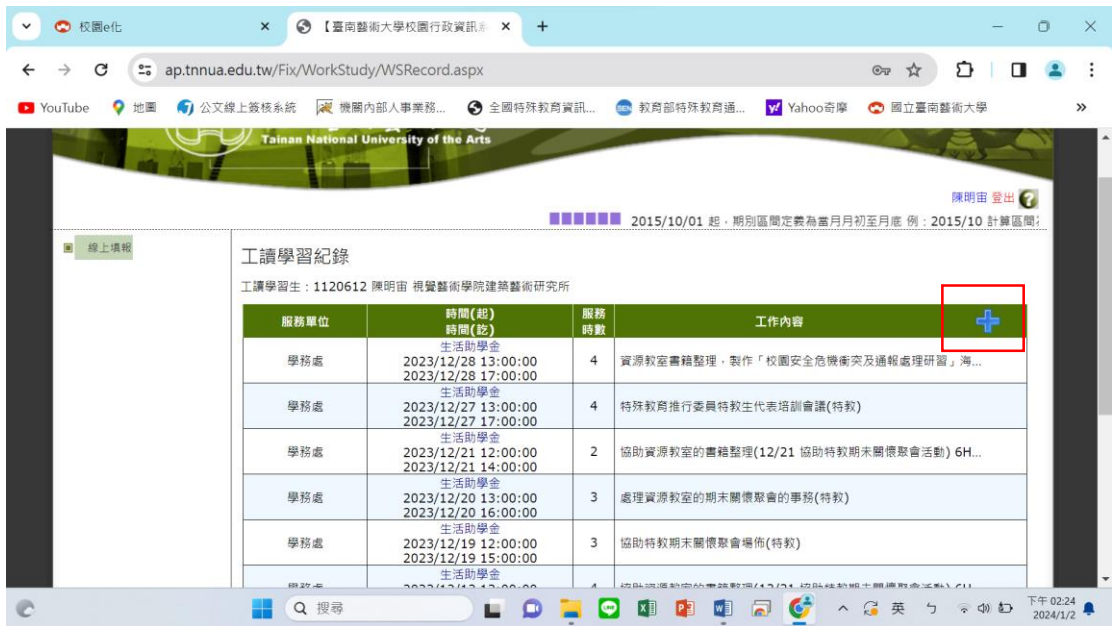 校園e化
【臺南藝術大學校園行政資訊系
ap.tnnua.edu.tw/Fix/WorkStudy/WSRecord.aspx
YouTube 地圖 公文線上簽核系統 機關內部人事業務... 全國特殊教育資訊... 教育部特殊教育通... Yahoo奇摩 國立臺南藝術大學 »
Tainan National University of the Arts
陳明宙 登出
2015/10/01 起，期別區間定義為當月月初至月底 例：2015/10 計算區間
線上填報
工讀學習紀錄
工讀學習生：1120612 陳明宙 視覺藝術學院建築藝術研究所
服務單位 時間(起) 服務 工作內容
時間(訖) 時數
生活助學金
學務處 2023/12/28 13:00:00 4 資源教室書籍整理，製作「校園安全危機衝突及通報處理研習」海...
2023/12/28 17:00:00
生活助學金
學務處 2023/12/27 13:00:00 4 特殊教育推行委員特教生代表培訓會議(特教)
2023/12/27 17:00:00
生活助學金
學務處 2023/12/21 12:00:00 2 協助資源教室的書籍整理(12/21 協助特教期末關懷聚會活動) 6H...
2023/12/21 14:00:00
生活助學金
學務處 2023/12/20 13:00:00 3 處理資源教室的期末關懷聚會的事務(特教)
2023/12/20 16:00:00
生活助學金
學務處 2023/12/19 12:00:00 3 協助特教期末關懷聚會場佈(特教)
2023/12/19 15:00:00
生活助學金
搜尋 英 ㄅ 下午 02:24
2024/1/2